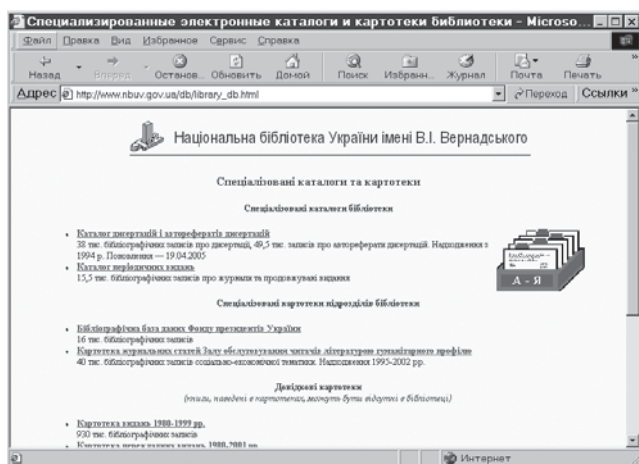 Специализированные электронные каталоги и картотеки библиотеки - Microso...
Файл Правка Вид Избранное Сервис Справка
Назад Вперед Останов... Обновить Домой Поиск Избранн... Журнал Почта Печать
Адрес http://www.nbuv.gov.ua/db/library_db.html Переход Ссылки »
Національна бібліотека України імені В.І. Вернадського
Спеціалізовані каталоги та картотеки
Спеціалізовані каталоги бібліотеки
Каталог дисертацій і авторефератів дисертацій
38 тис. бібліографічних записів про дисертації, 49,5 тис. записів про автореферати дисертацій. Надходження з
1994 р. Поновлення — 19.04.2005
Каталог періодичних видань
15,5 тис. бібліографічних записів про журнали та продовжувані видання
А - Я
Спеціалізовані картотеки підрозділів бібліотеки
Бібліографічна база даних Фонду президентів України
16 тис. бібліографічних записів
Картотека журнальних статей Залу обслуговування читачів літературою гуманітарного профілю
40 тис. бібліографічних записів соціально-економічної тематики. Надходження 1995-2002 рр.
Довідкові картотеки
(книги, наведені в картотеках, можуть бути відсутні в бібліотеці)
Картотека видань 1980-1999 рр.
930 тис. бібліографічних записів
Интернет